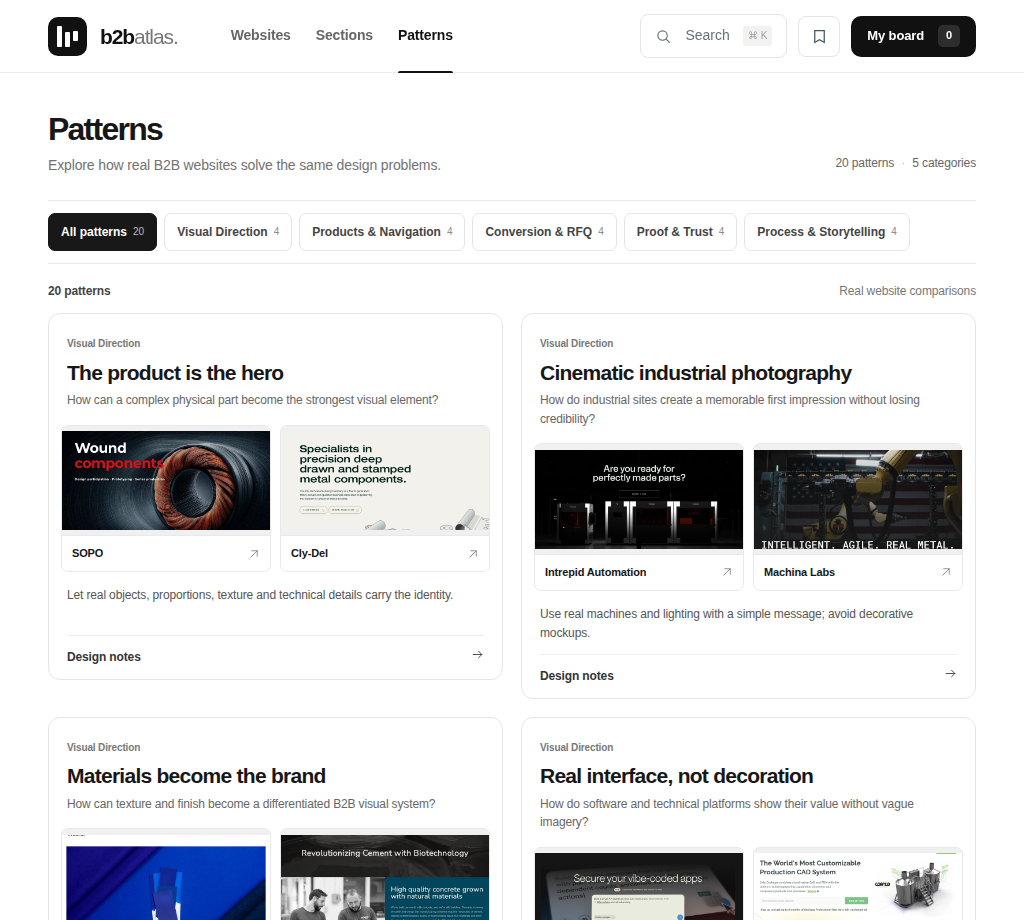 b2batlas.
Websites
Sections
Patterns
Search
⌘ K
My board
0
Patterns
Explore how real B2B websites solve the same design problems.
20 patterns · 5 categories
All patterns 20
Visual Direction 4
Products & Navigation 4
Conversion & RFQ 4
Proof & Trust 4
Process & Storytelling 4
20 patterns
Real website comparisons
Visual Direction
The product is the hero
How can a complex physical part become the strongest visual element?
Wound
components
Specialists in
precision deep
drawn and stamped
metal components.
SOPO
Cly-Del
Let real objects, proportions, texture and technical details carry the identity.
Design notes
Visual Direction
Cinematic industrial photography
How do industrial sites create a memorable first impression without losing
credibility?
Are you ready for
perfectly made parts?
INTELLIGENT. AGILE. REAL METAL.
Intrepid Automation
Machina Labs
Use real machines and lighting with a simple message; avoid decorative
mockups.
Design notes
Visual Direction
Materials become the brand
How can texture and finish become a differentiated B2B visual system?
Revolutionizing Cement with Biotechnology
High quality concrete grown
with natural materials
Visual Direction
Real interface, not decoration
How do software and technical platforms show their value without vague
imagery?
Secure your vibe-coded apps
The World's Most Customizable
Production CAD System